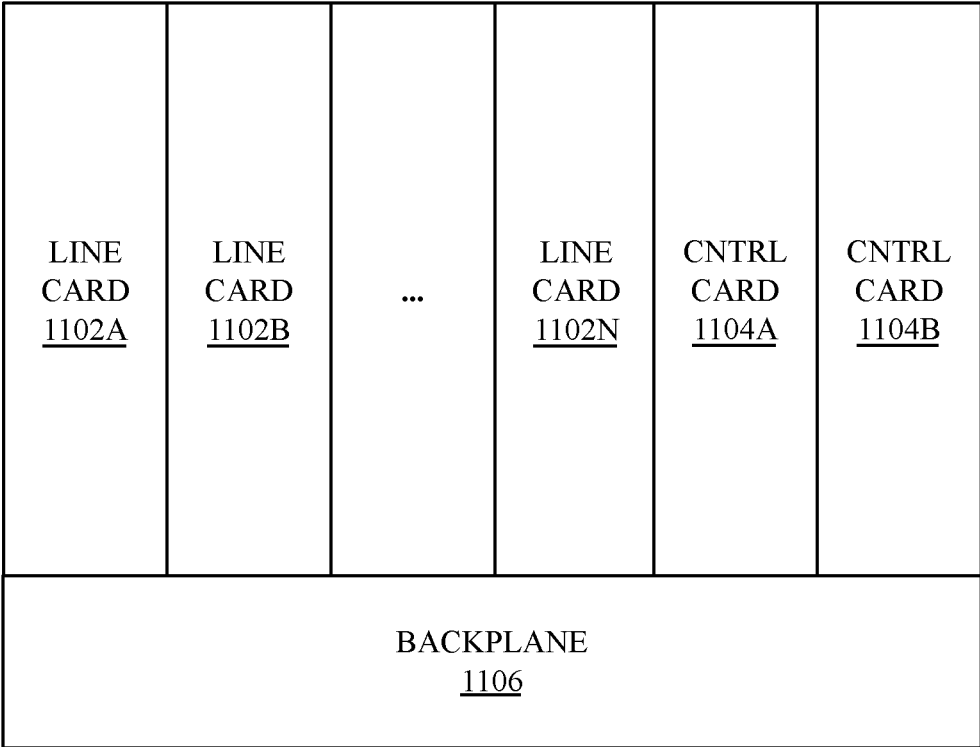 LINE
CARD
1102A
LINE
CARD
1102B
...
LINE
CARD
1102N
CNTRL
CARD
1104A
CNTRL
CARD
1104B
BACKPLANE
1106